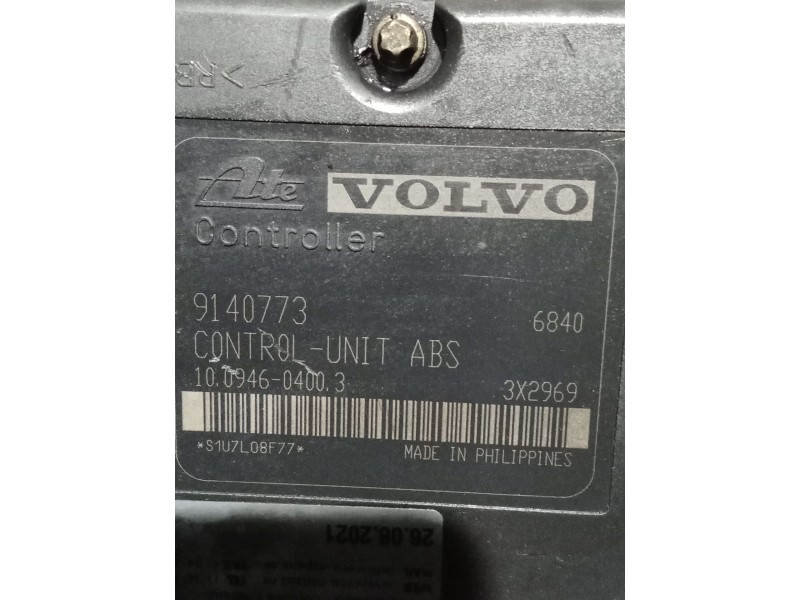 Ate VOLVO
Controller
9140773 6840
CONTROL-UNIT ABS
10.0946-0400.3 3X2969
*S1U7L08F77* MADE IN PHILIPPINES
26.08.2021